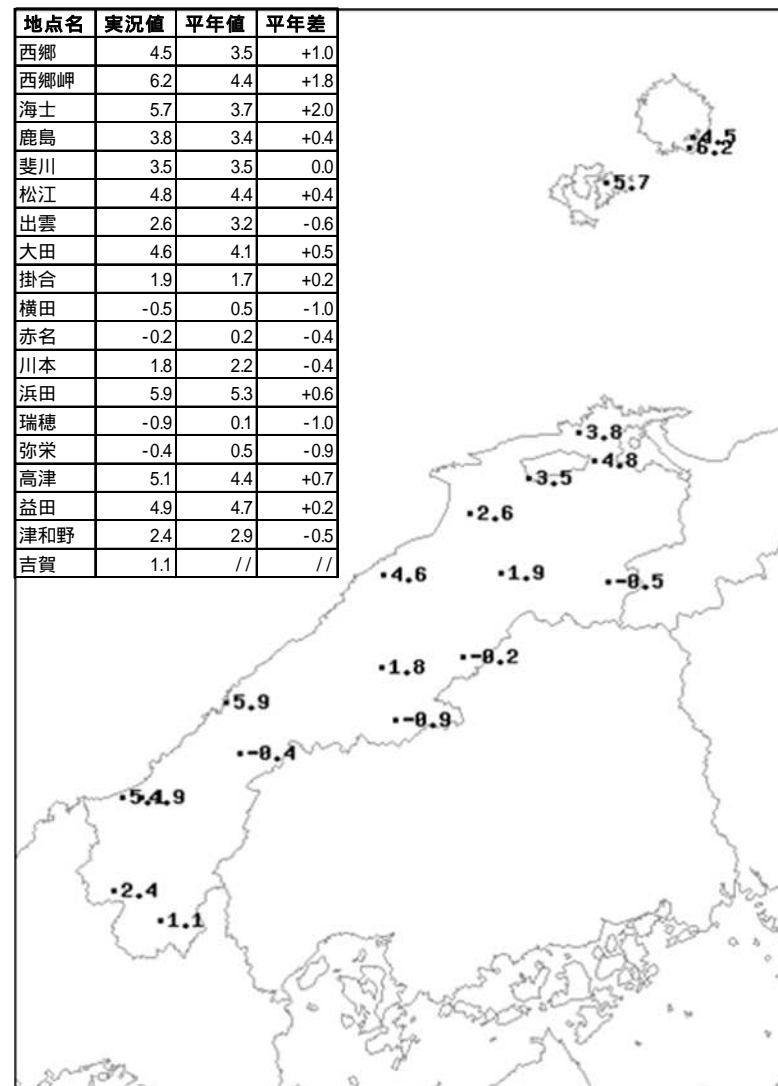 地点名 実況値 平年値 平年差
西郷 4.5 3.5 +1.0
西郷岬 6.2 4.4 +1.8
海士 5.7 3.7 +2.0
鹿島 3.8 3.4 +0.4
斐川 3.5 3.5 0.0
松江 4.8 4.4 +0.4
出雲 2.6 3.2 -0.6
大田 4.6 4.1 +0.5
掛合 1.9 1.7 +0.2
横田 -0.5 0.5 -1.0
赤名 -0.2 0.2 -0.4
川本 1.8 2.2 -0.4
浜田 5.9 5.3 +0.6
瑞穂 -0.9 0.1 -1.0
弥栄 -0.4 0.5 -0.9
高津 5.1 4.4 +0.7
益田 4.9 4.7 +0.2
津和野 2.4 2.9 -0.5
吉賀 1.1 // //
4.5
6.2
5.7
3.8
4.8
3.5
2.6
4.6
1.9
-0.5
-0.2
1.8
5.9
-0.9
-0.4
5.1
4.9
2.4
1.1